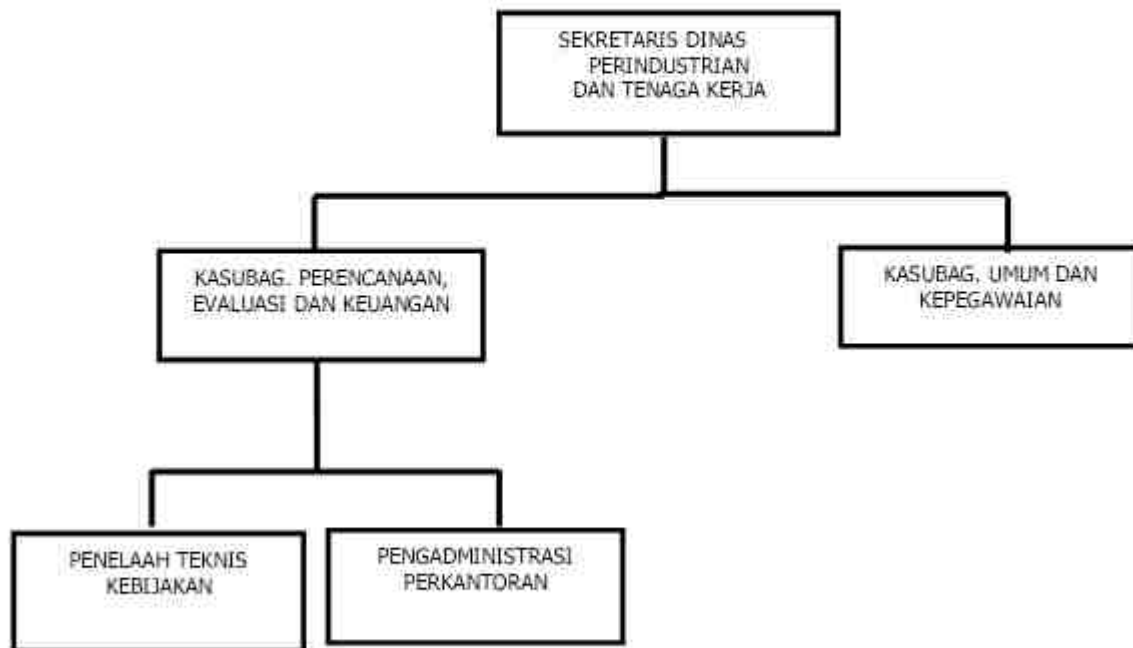 SEKRETARIS DINAS
PERINDUSTRIAN
DAN TENAGA KERJA
KASUBAG. PERENCANAAN,
EVALUASI DAN KEUANGAN
KASUBAG. UMUM DAN
KEPEGAWAIAN
PENELAAH TEKNIS
KEBIJAKAN
PENGADMINISTRASI
PERKANTORAN